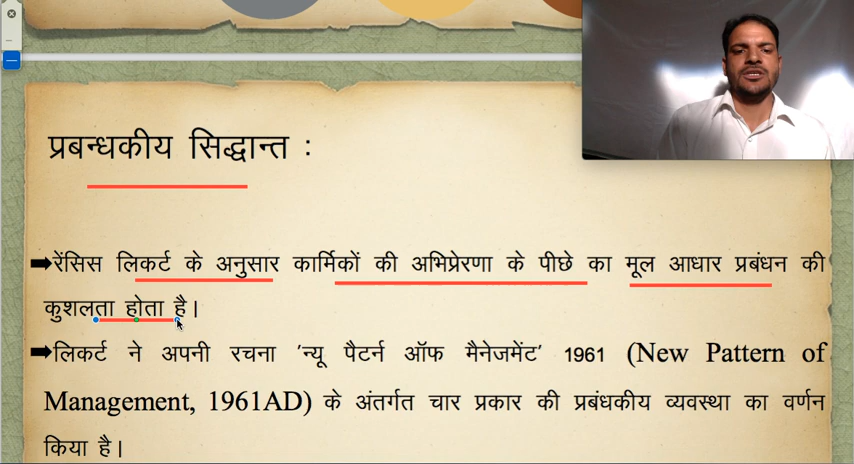 प्रबन्धकीय सिद्धान्त :
➡रेंसिस लिकर्ट के अनुसार कार्मिकों की अभिप्रेरणा के पीछे का मूल आधार प्रबंधन की
कुशलता होता है।
➡लिकर्ट ने अपनी रचना 'न्यू पैटर्न ऑफ मैनेजमेंट' 1961 (New Pattern of
Management, 1961AD) के अंतर्गत चार प्रकार की प्रबंधकीय व्यवस्था का वर्णन
किया है।